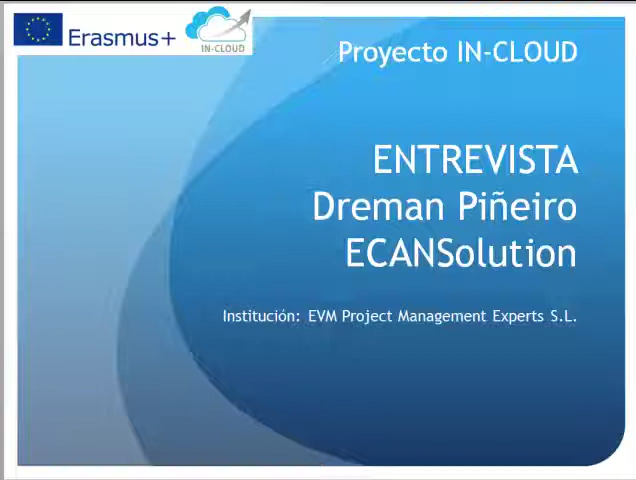 Erasmus+
IN-CLOUD
Proyecto IN-CLOUD
ENTREVISTA
Dreman Piñeiro
ECANSolution
Institución: EVM Project Management Experts S.L.